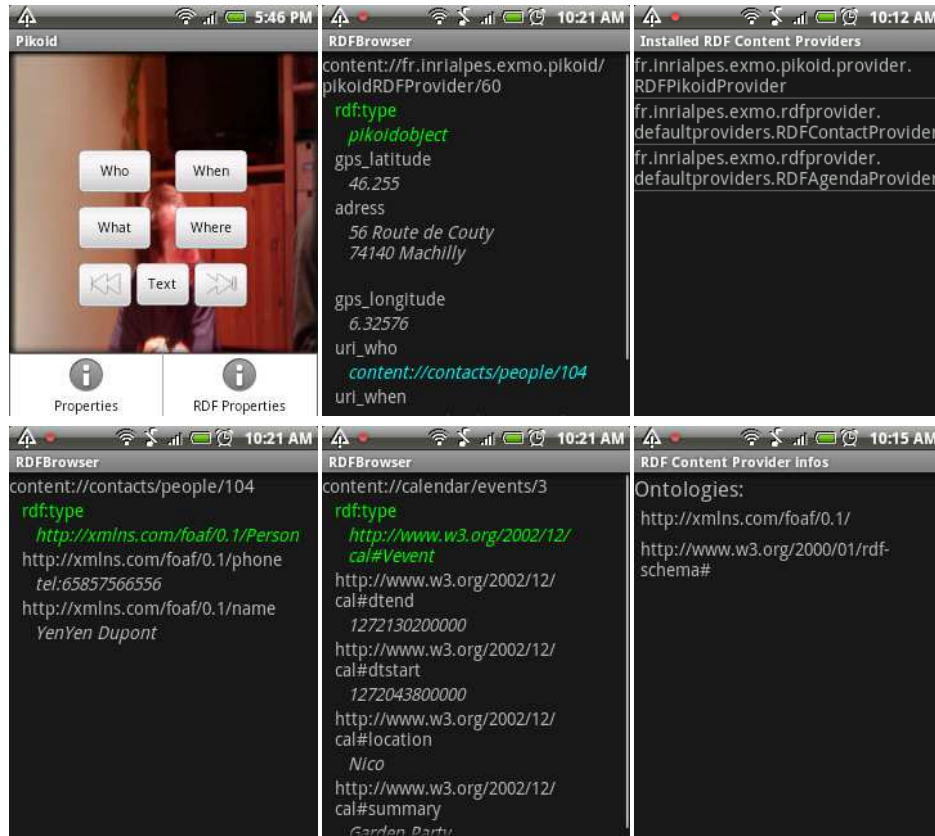 5:46 PM
Pikoid
Who
When
What
Where
Text
Properties
RDF Properties
10:21 AM
RDFBrowser
content://fr.inrialpes.exmo.pikoid/
pikoidRDFProvider/60
rdf:type
pikoidobject
gps_latitude
46.255
adress
56 Route de Couty
74140 Machilly
gps_longitude
6.32576
uri_who
content://contacts/people/104
uri_when
10:12 AM
Installed RDF Content Providers
fr.inrialpes.exmo.pikoid.provider.
RDFPikoidProvider
fr.inrialpes.exmo.rdfprovider.
defaultproviders.RDFContactProvider
fr.inrialpes.exmo.rdfprovider.
defaultproviders.RDFAgendaProvider
10:21 AM
RDFBrowser
content://contacts/people/104
rdf:type
http://xmlns.com/foaf/0.1/Person
http://xmlns.com/foaf/0.1/phone
tel:65857566556
http://xmlns.com/foaf/0.1/name
YenYen Dupont
10:21 AM
RDFBrowser
content://calendar/events/3
rdf:type
http://www.w3.org/2002/12/
cal#Vevent
http://www.w3.org/2002/12/
cal#dtend
1272130200000
http://www.w3.org/2002/12/
cal#dtstart
1272043800000
http://www.w3.org/2002/12/
cal#location
Nico
http://www.w3.org/2002/12/
cal#summary
Garden Party
10:15 AM
RDF Content Provider infos
Ontologies:
http://xmlns.com/foaf/0.1/
http://www.w3.org/2000/01/rdf-
schema#